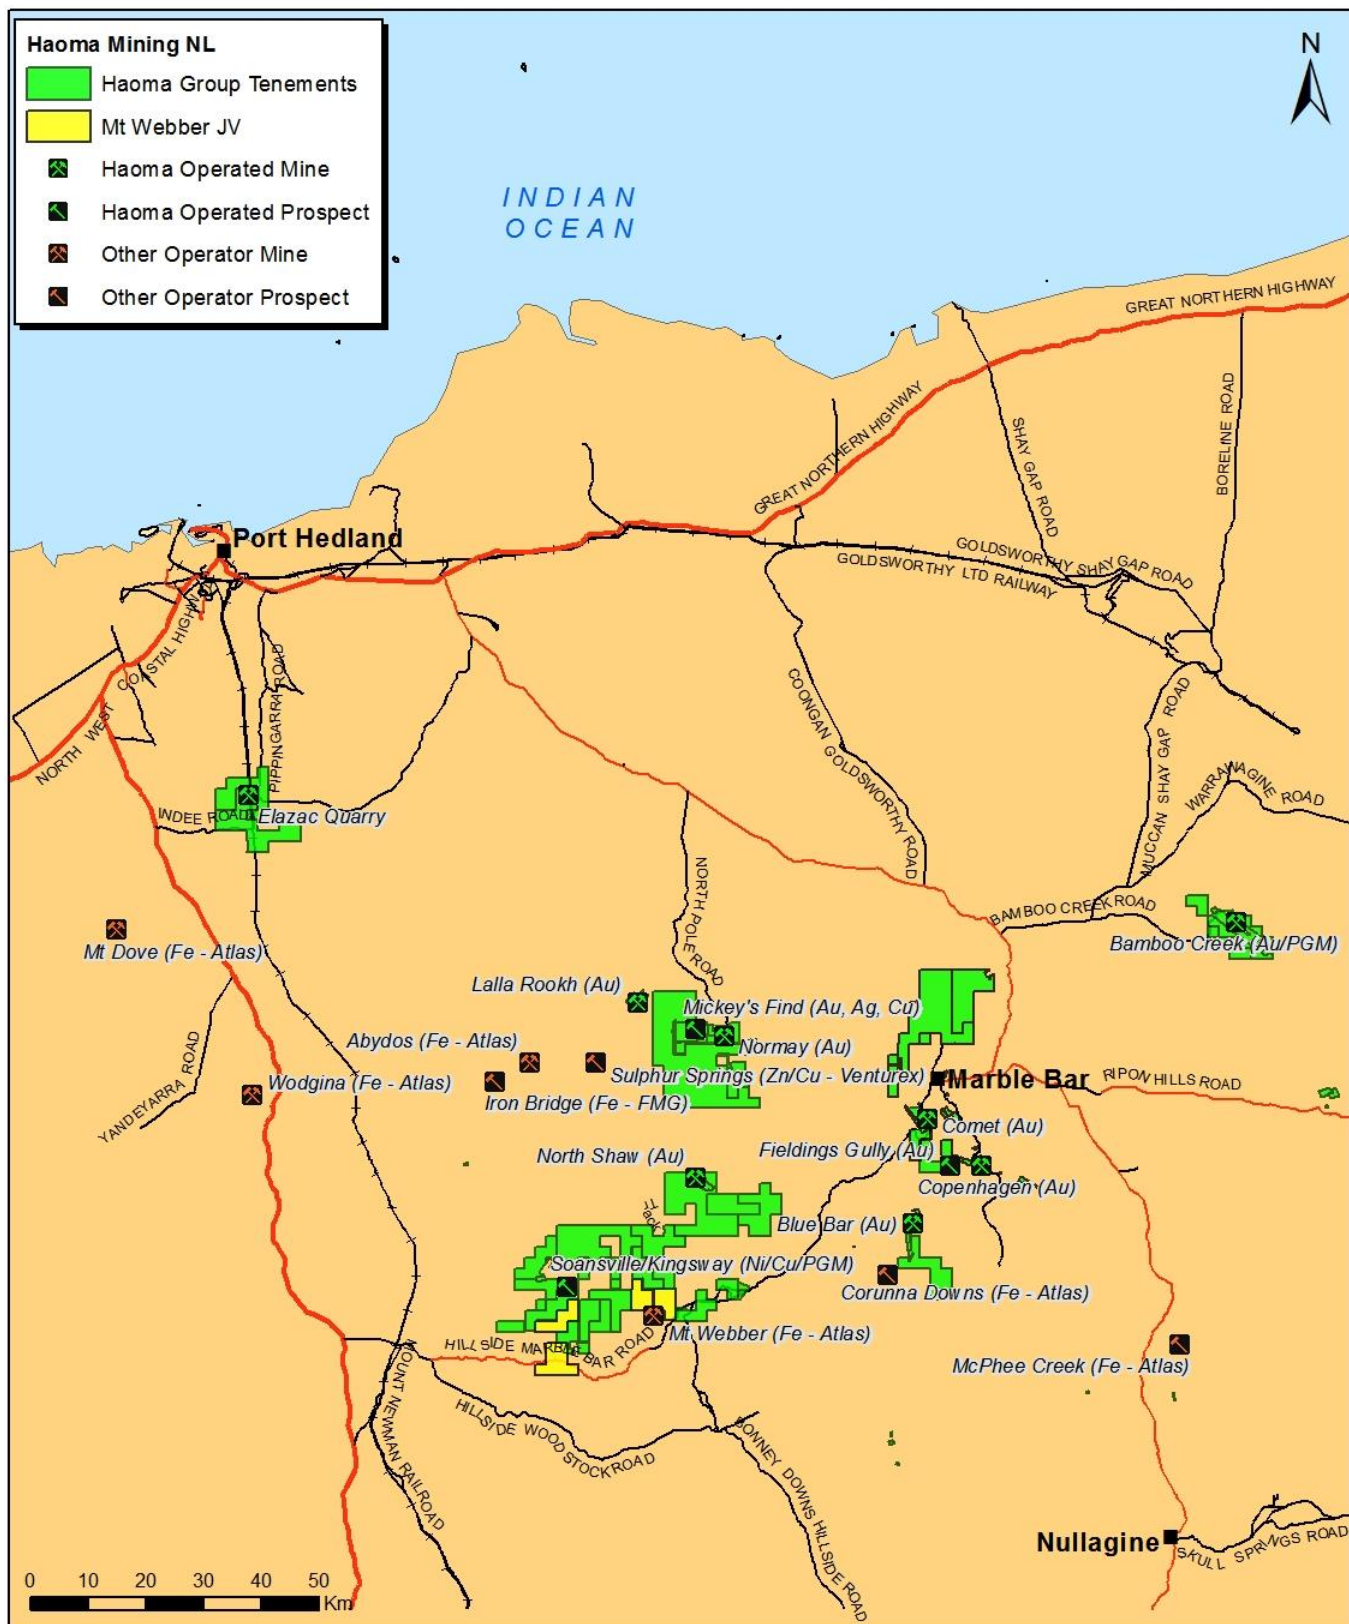 Haoma Mining NL
Haoma Group Tenements
Mt Webber JV
Haoma Operated Mine
Haoma Operated Prospect
Other Operator Mine
Other Operator Prospect
N
INDIAN
OCEAN
GREAT NORTHERN HIGHWAY
GREAT NORTHERN HIGHWAY
SHAY GAP ROAD
BORELINE ROAD
Port Hedland
GOLDSWORTHY SHAY GAP ROAD
GOLDSWORTHY LTD RAILWAY
NORTH WEST COASTAL HIGHWAY
PIPPINGARRA ROAD
COONGAN GOLDSWORTHY ROAD
MUCCAN SHAY GAP ROAD
WARRAWAGINE ROAD
INDEE ROAD
Elazac Quarry
NORTH POLE ROAD
BAMBOO CREEK ROAD
Bamboo Creek (Au/PGM)
Mt Dove (Fe - Atlas)
Lalla Rookh (Au)
Mickey's Find (Au, Ag, Cu)
Abydos (Fe - Atlas)
Normay (Au)
YANDEYARRA ROAD
Wodgina (Fe - Atlas)
Sulphur Springs (Zn/Cu - Venturex)
Marble Bar
RIPON HILLS ROAD
Iron Bridge (Fe - FMG)
Comet (Au)
Fieldings Gully (Au)
North Shaw (Au)
Copenhagen (Au)
Track
Blue Bar (Au)
Soansville/Kingsway (Ni/Cu/PGM)
Corunna Downs (Fe - Atlas)
Mt Webber (Fe - Atlas)
HILLSIDE MARBLE BAR ROAD
McPhee Creek (Fe - Atlas)
MOUNT NEWMAN RAILROAD
HILLSIDE WOODSTOCK ROAD
BONNEY DOWNS HILLSIDE ROAD
Nullagine
SKULL SPRINGS ROAD
0 10 20 30 40 50
Km